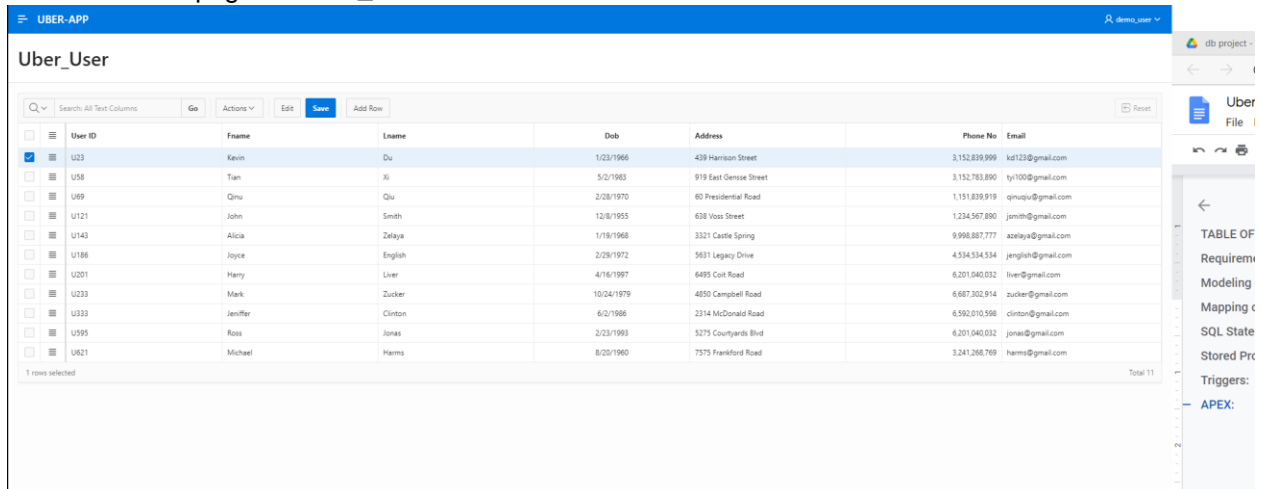 UBER-APP demo_user
Uber_User
Search: All Text Columns Go Actions Edit Save Add Row Reset
User ID Fname Lname Dob Address Phone No Email
U23 Kevin Du 1/23/1966 439 Harrison Street 3,152,839,999 kd123@gmail.com
U58 Tian Xi 5/2/1983 919 East Gensse Street 3,152,783,890 tyi100@gmail.com
U69 Qinu Qiu 2/28/1970 60 Presidential Road 1,151,839,919 qinuqiu@gmail.com
U121 John Smith 12/8/1955 638 Voss Street 1,234,567,890 jsmith@gmail.com
U143 Alicia Zelaya 1/19/1968 3321 Castle Spring 9,998,887,777 azelaya@gmail.com
U186 Joyce English 2/29/1972 5631 Legacy Drive 4,534,534,534 jenglish@gmail.com
U201 Harry Liver 4/16/1997 6495 Coit Road 6,201,040,032 liver@gmail.com
U233 Mark Zucker 10/24/1979 4850 Campbell Road 6,687,302,914 zucker@gmail.com
U333 Jeniffer Clinton 6/2/1986 2314 McDonald Road 6,592,010,598 clinton@gmail.com
U595 Ross Jonas 2/23/1993 5275 Courtyards Blvd 6,201,040,032 jonas@gmail.com
U621 Michael Harms 8/20/1960 7575 Frankford Road 3,241,268,769 harms@gmail.com
1 rows selected Total 11
db project -
Uber
File
TABLE OF
Requireme
Modeling
Mapping
SQL State
Stored Pro
Triggers:
APEX:
1
1
2